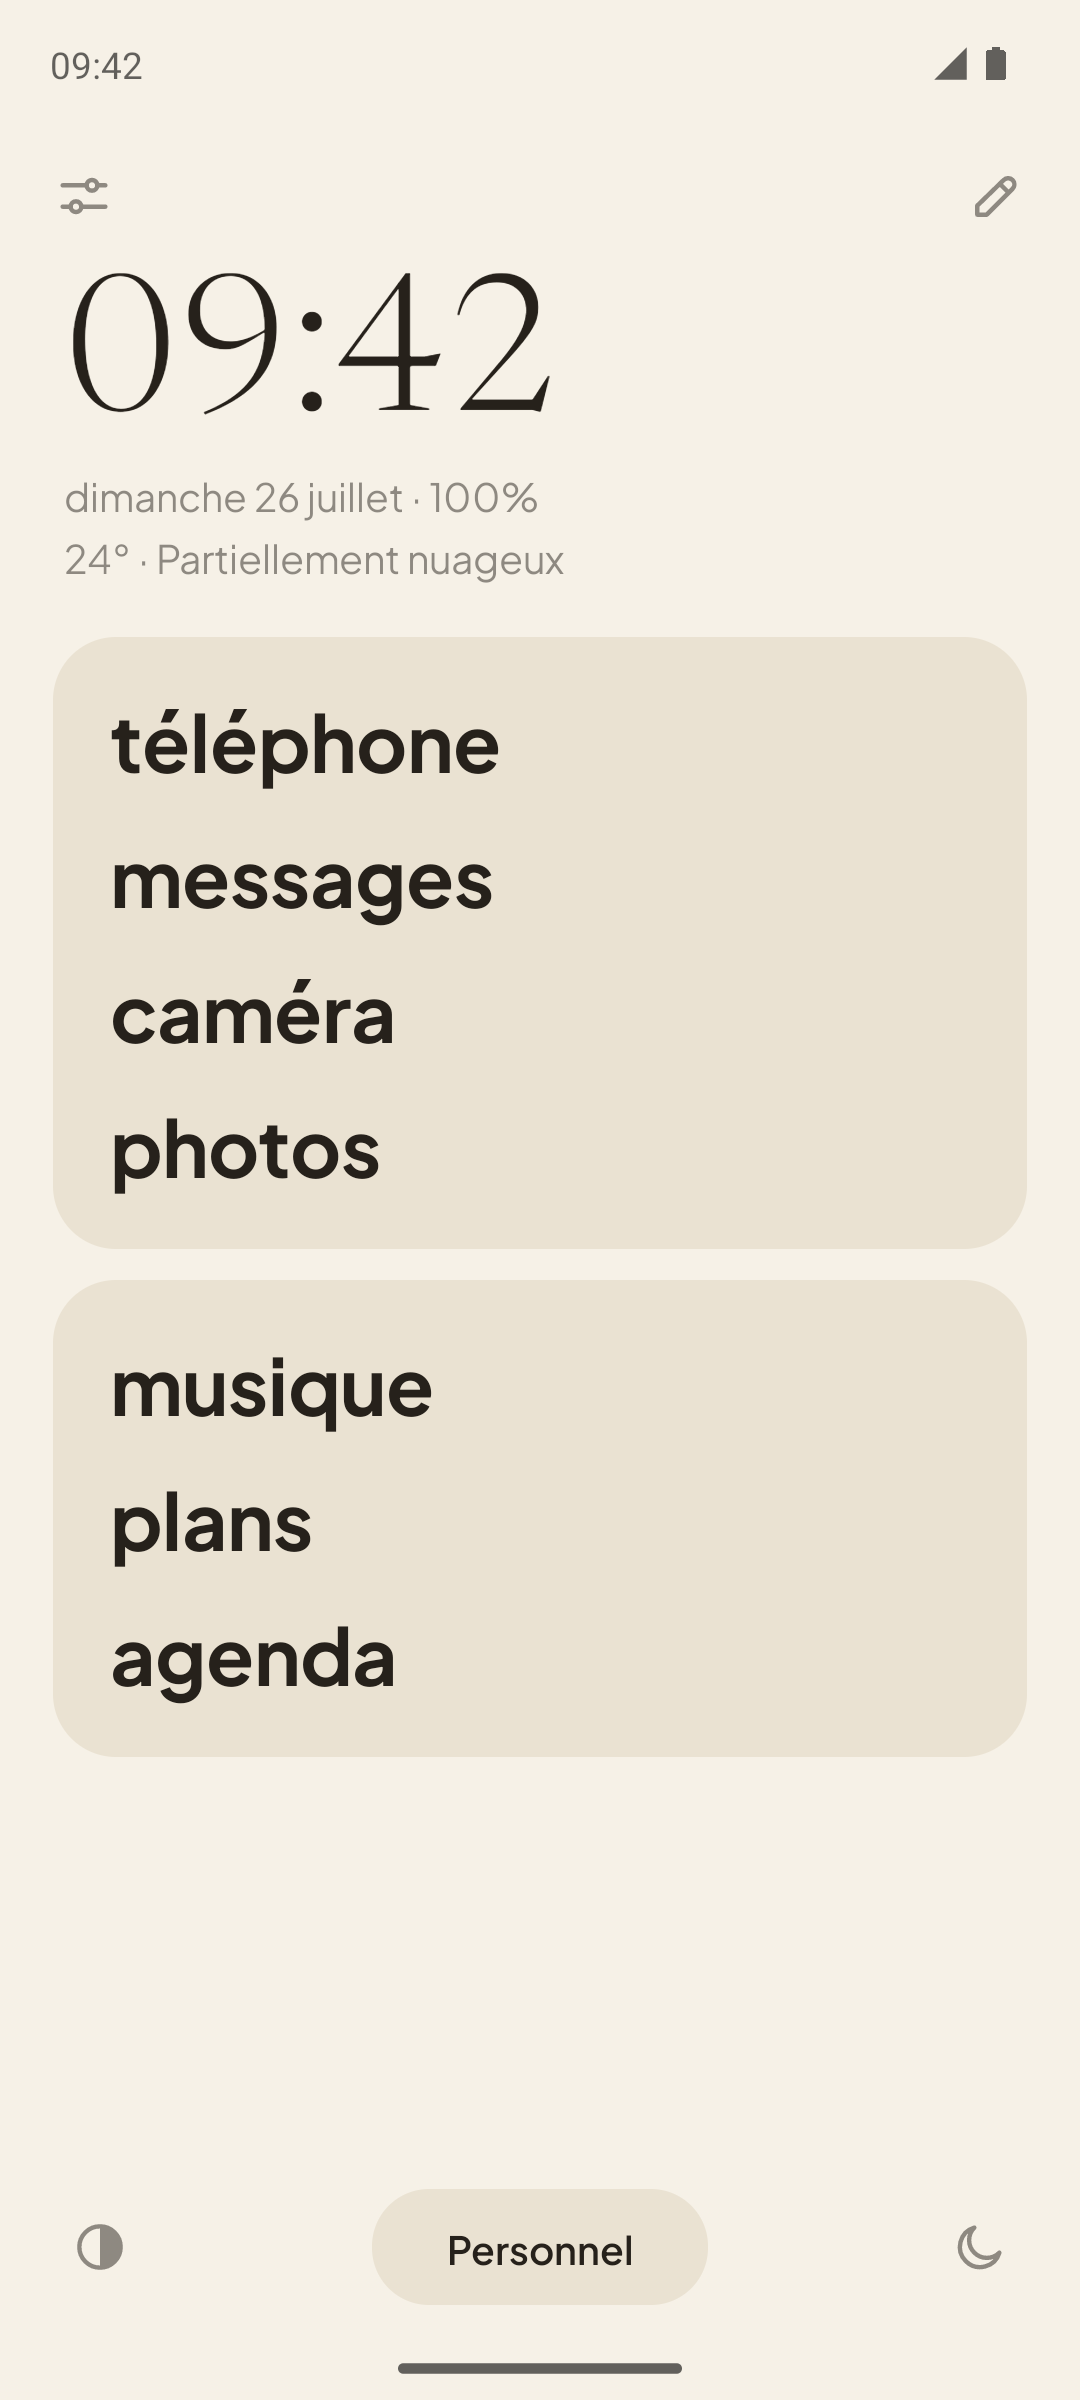 09:42
09:42
dimanche 26 juillet · 100%
24° · Partiellement nuageux
téléphone
messages
caméra
photos
musique
plans
agenda
Personnel